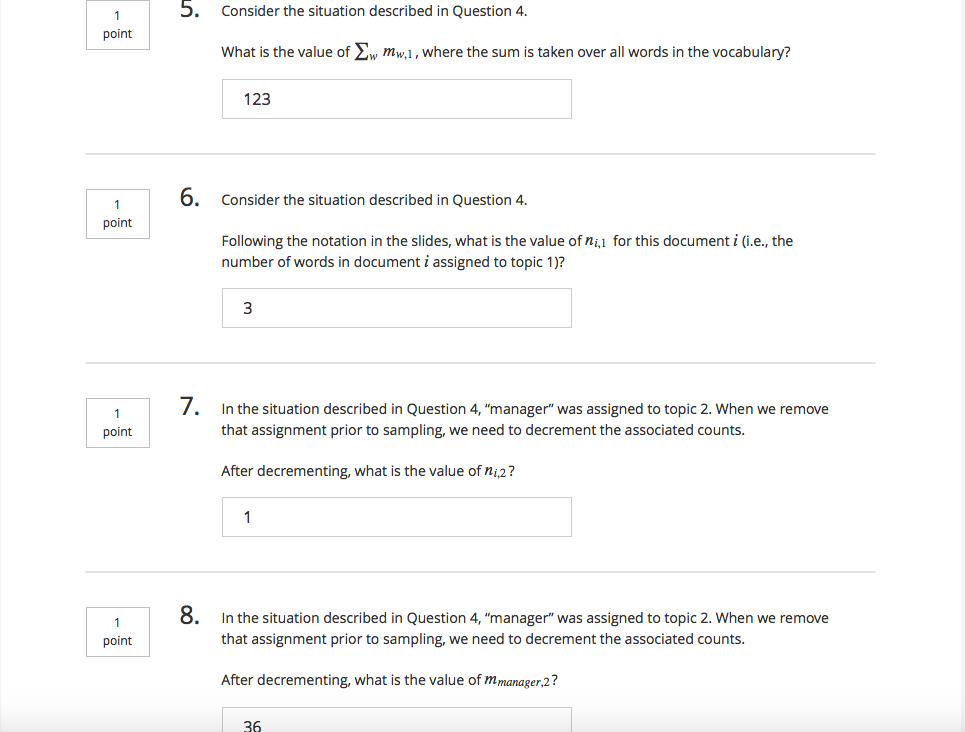 1
point
5.
Consider the situation described in Question 4.
What is the value of ∑w mw,1, where the sum is taken over all words in the vocabulary?
123
1
point
6.
Consider the situation described in Question 4.
Following the notation in the slides, what is the value of ni,1 for this document i (i.e., the
number of words in document i assigned to topic 1)?
3
1
point
7.
In the situation described in Question 4, “manager” was assigned to topic 2. When we remove
that assignment prior to sampling, we need to decrement the associated counts.
After decrementing, what is the value of ni,2?
1
1
point
8.
In the situation described in Question 4, “manager” was assigned to topic 2. When we remove
that assignment prior to sampling, we need to decrement the associated counts.
After decrementing, what is the value of mmanager,2?
36